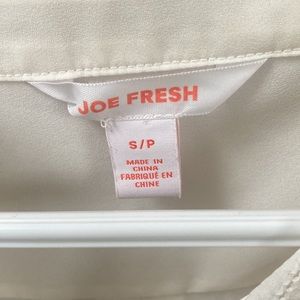 JOE FRESH
S/P
MADE IN
CHINA
FABRIQUÉ EN
CHINE